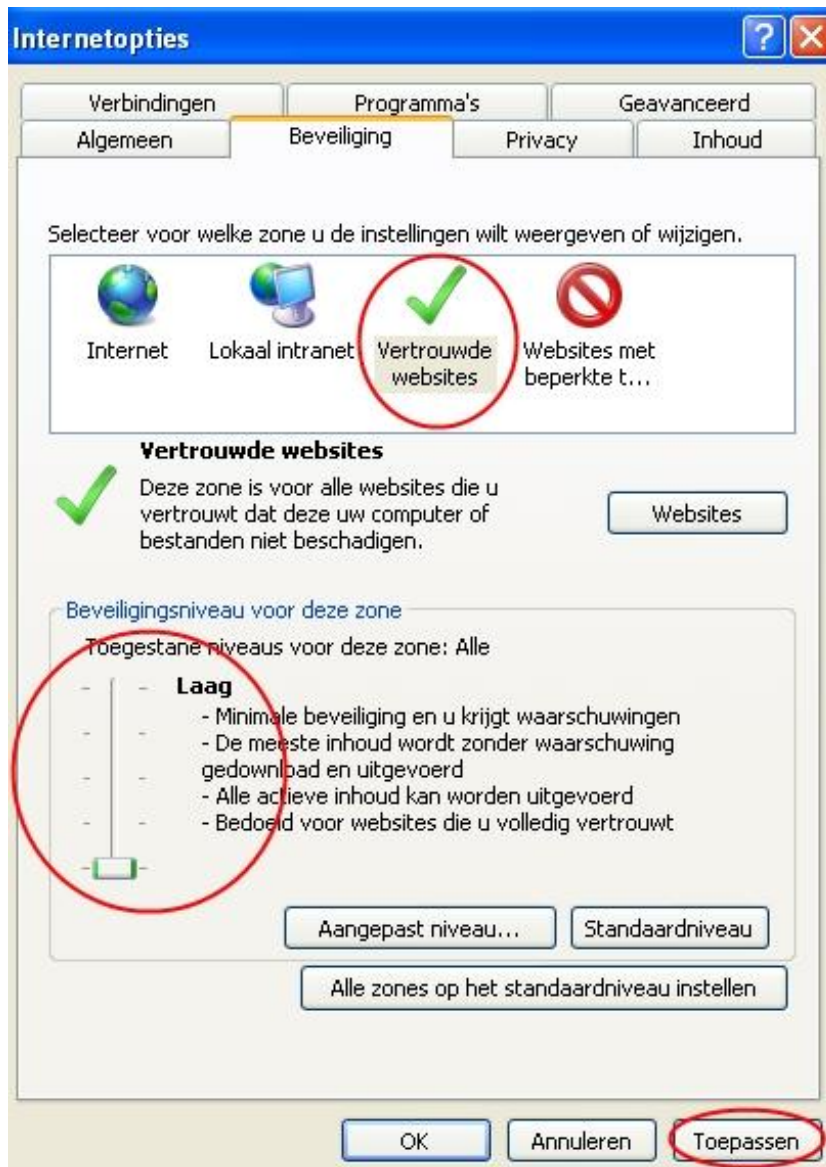 Internetopties
?
Verbindingen Programma's Geavanceerd
Algemeen Beveiliging Privacy Inhoud
Selecteer voor welke zone u de instellingen wilt weergeven of wijzigen.
Internet Lokaal intranet Vertrouwde websites Websites met beperkte t...
Vertrouwde websites
Deze zone is voor alle websites die u
vertrouwt dat deze uw computer of
bestanden niet beschadigen.
Websites
Beveiligingsniveau voor deze zone
Toegestane niveaus voor deze zone: Alle
Laag
- Minimale beveiliging en u krijgt waarschuwingen
- De meeste inhoud wordt zonder waarschuwing
gedownload en uitgevoerd
- Alle actieve inhoud kan worden uitgevoerd
- Bedoeld voor websites die u volledig vertrouwt
Aangepast niveau... Standaardniveau
Alle zones op het standaardniveau instellen
OK Annuleren Toepassen